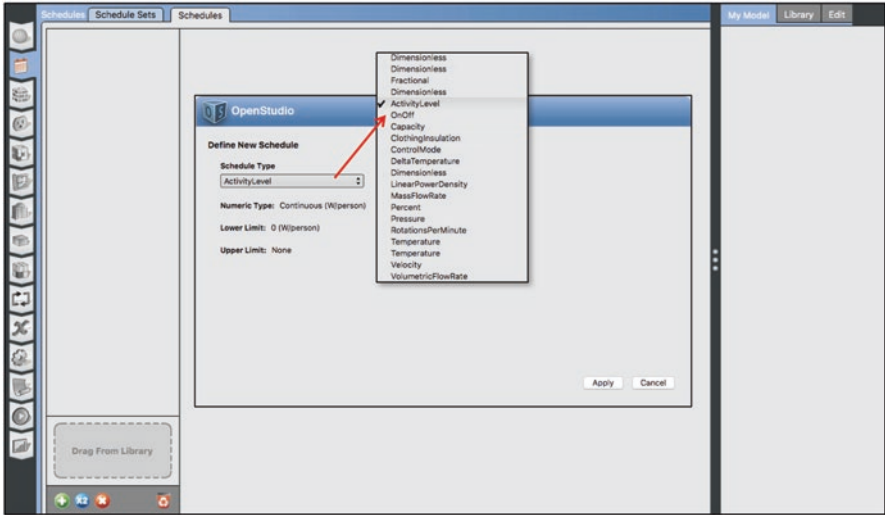 Schedules
Schedule Sets
Schedules
My Model
Library
Edit
OpenStudio
Define New Schedule
Schedule Type
ActivityLevel
Numeric Type: Continuous (W/person)
Lower Limit: 0 (W/person)
Upper Limit: None
Dimensionless
Dimensionless
Fractional
Dimensionless
ActivityLevel
OnOff
Capacity
ClothingInsulation
ControlMode
DeltaTemperature
Dimensionless
LinearPowerDensity
MassFlowRate
Percent
Pressure
RotationsPerMinute
Temperature
Temperature
Velocity
VolumetricFlowRate
Apply
Cancel
Drag From Library
x2